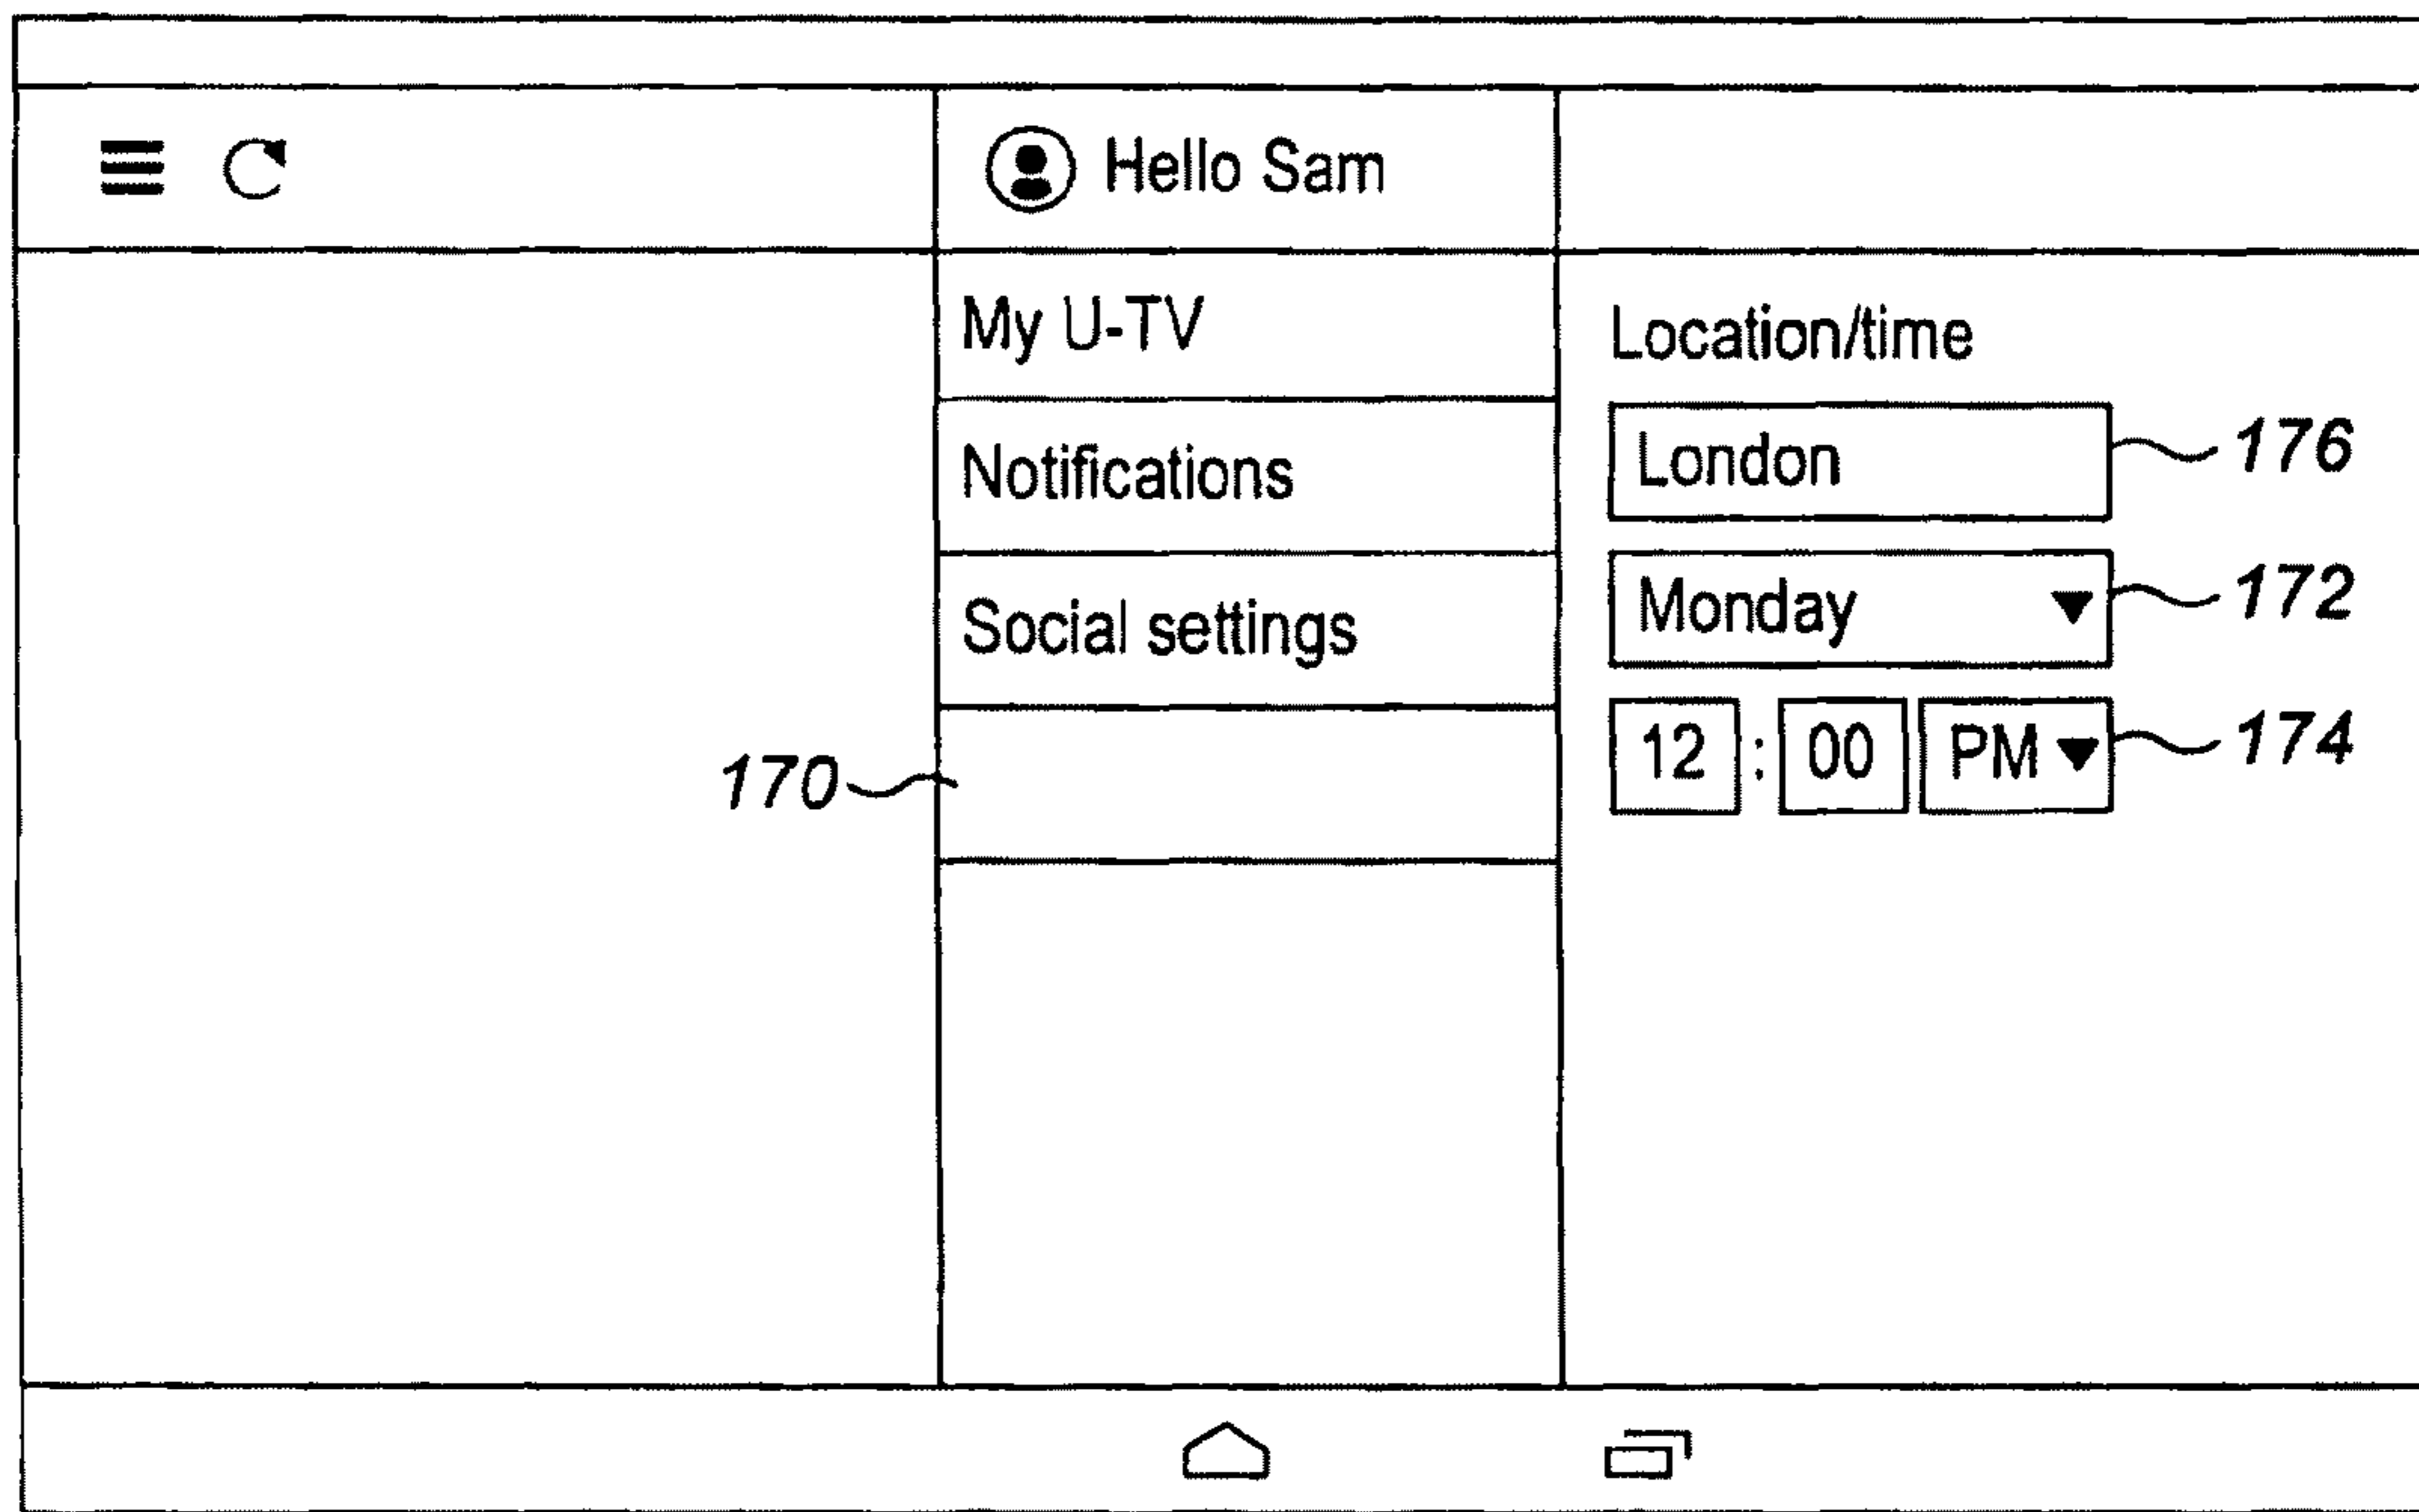 Hello Sam
My U-TV
Notifications
Social settings
170
Location/time
London 176
Monday 172
12 : 00 PM 174